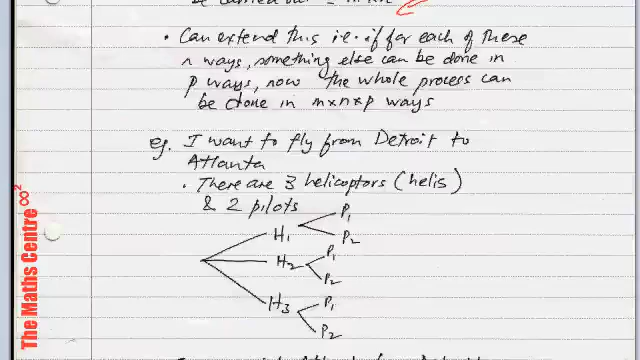 • Can extend this i.e. if for each of these
n ways, something else can be done in
p ways, now the whole process can
be done in m×n×p ways
eg. I want to fly from Detroit to
Atlanta
• There are 3 helicoptors (helis)
& 2 pilots
P1
H1
P2
P1
H2
P2
P1
H3
P2
The Maths Centre ∞²